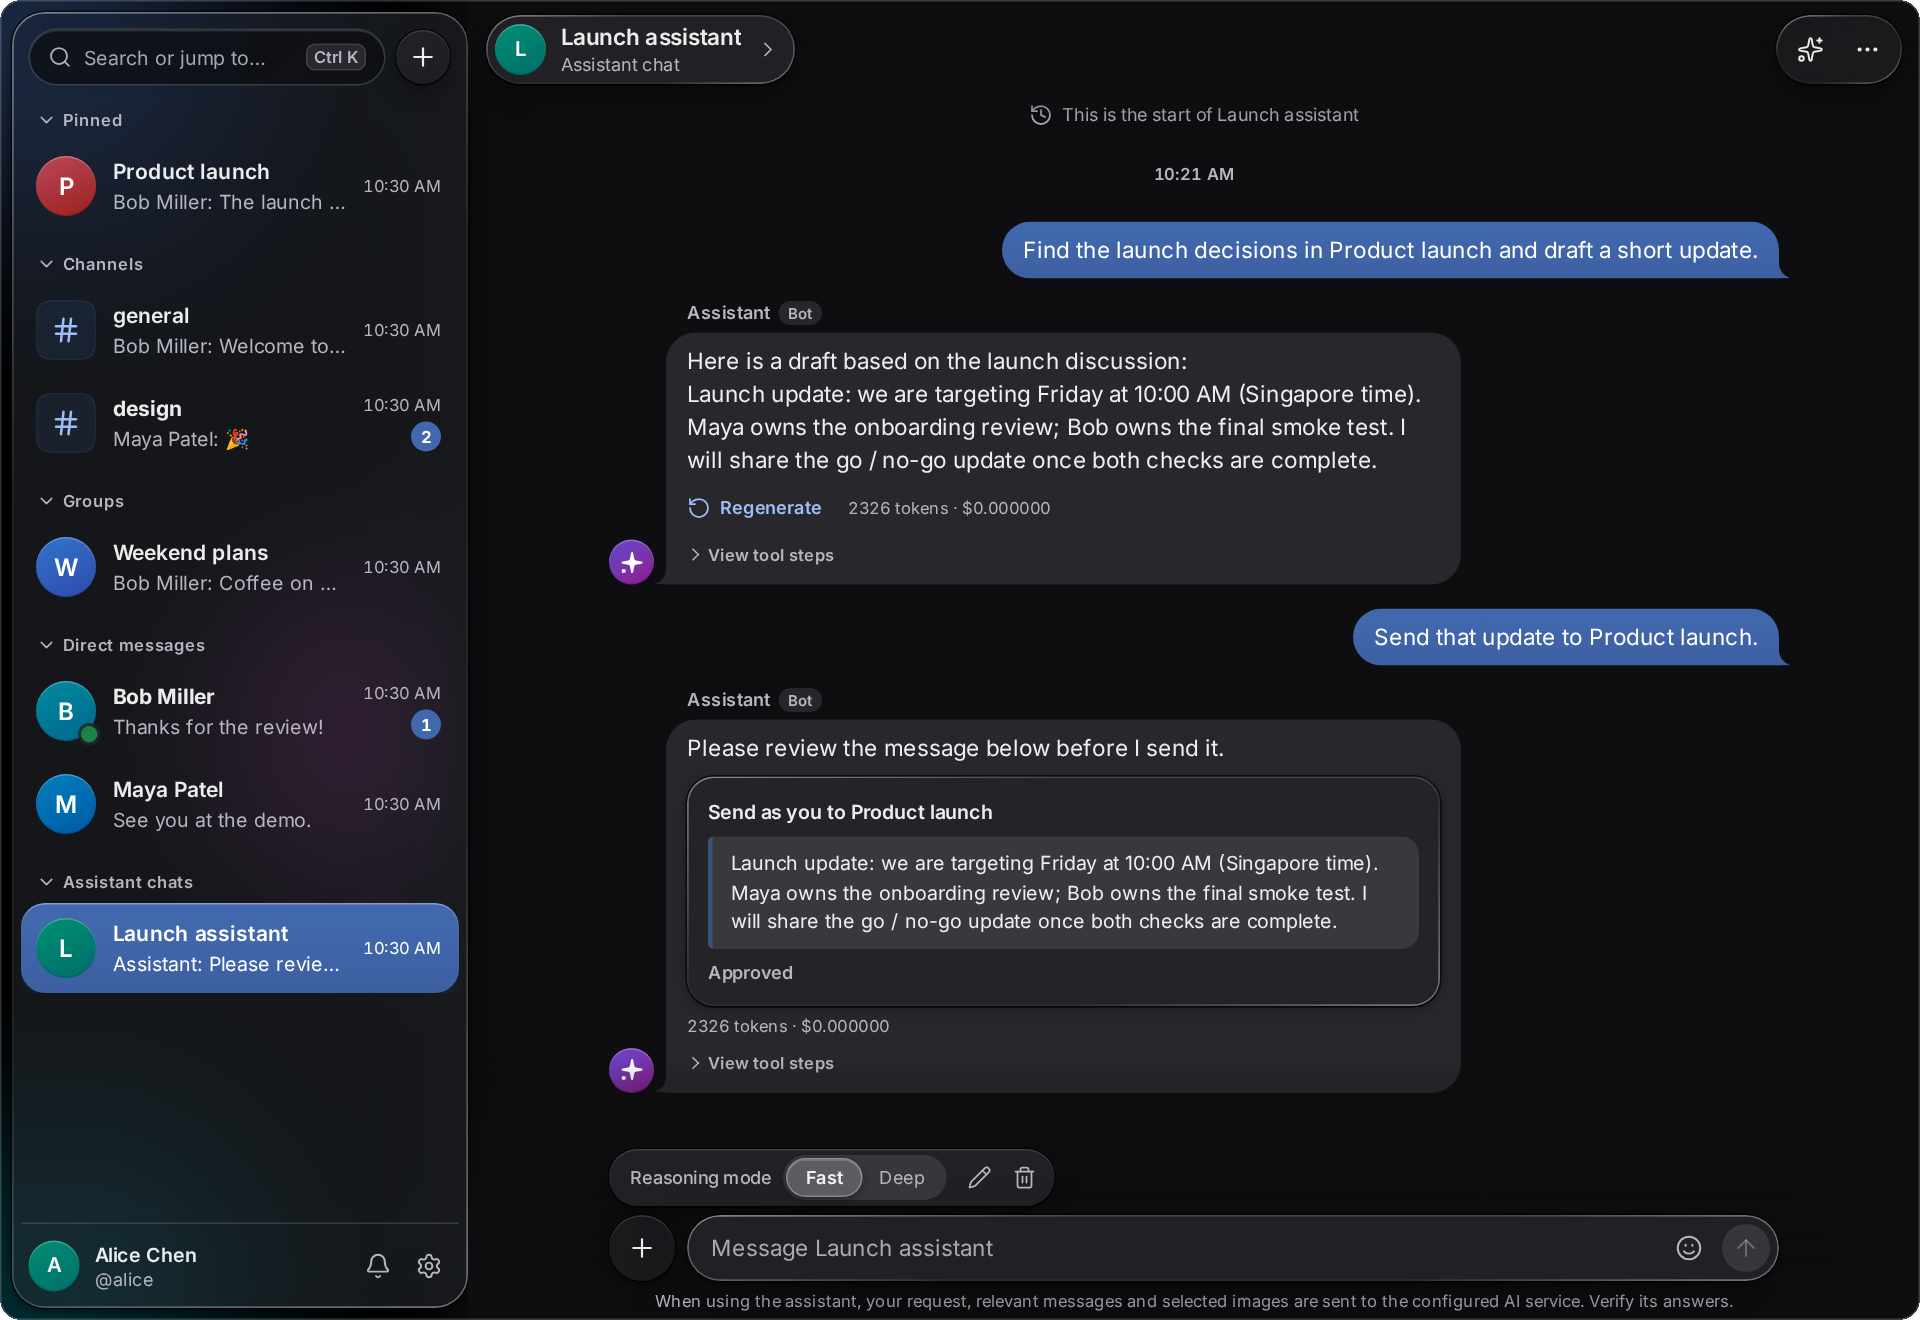 Search or jump to...
Ctrl K
Pinned
P
Product launch
Bob Miller: The launch ...
10:30 AM
Channels
#
general
Bob Miller: Welcome to...
10:30 AM
#
design
Maya Patel: 🎉
10:30 AM
2
Groups
W
Weekend plans
Bob Miller: Coffee on ...
10:30 AM
Direct messages
B
Bob Miller
Thanks for the review!
10:30 AM
1
M
Maya Patel
See you at the demo.
10:30 AM
Assistant chats
L
Launch assistant
Assistant: Please revie...
10:30 AM
A
Alice Chen
@alice
L
Launch assistant
Assistant chat
This is the start of Launch assistant
10:21 AM
Find the launch decisions in Product launch and draft a short update.
Assistant Bot
Here is a draft based on the launch discussion:
Launch update: we are targeting Friday at 10:00 AM (Singapore time).
Maya owns the onboarding review; Bob owns the final smoke test. I
will share the go / no-go update once both checks are complete.
Regenerate 2326 tokens · $0.000000
View tool steps
Send that update to Product launch.
Assistant Bot
Please review the message below before I send it.
Send as you to Product launch
Launch update: we are targeting Friday at 10:00 AM (Singapore time).
Maya owns the onboarding review; Bob owns the final smoke test. I
will share the go / no-go update once both checks are complete.
Approved
2326 tokens · $0.000000
View tool steps
Reasoning mode Fast Deep
Message Launch assistant
When using the assistant, your request, relevant messages and selected images are sent to the configured AI service. Verify its answers.